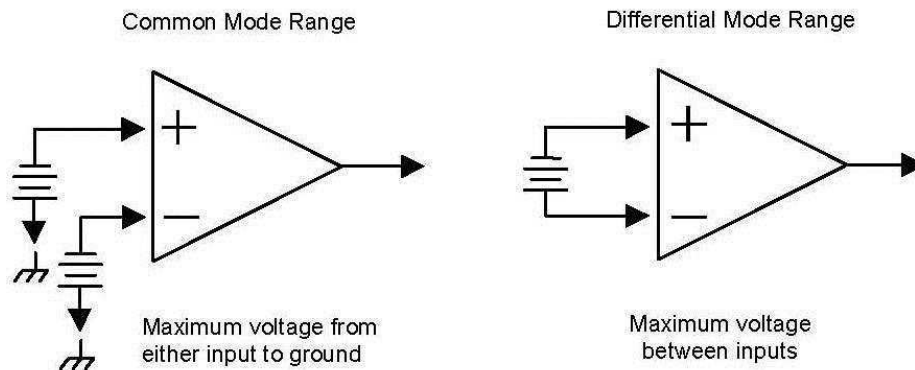 Common Mode Range
Differential Mode Range
+
−
+
−
Maximum voltage from
either input to ground
Maximum voltage
between inputs